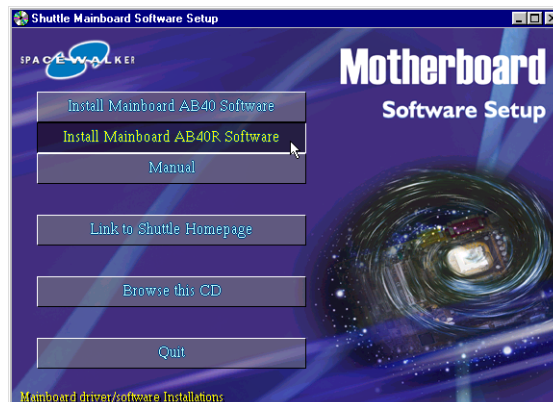 Shuttle Mainboard Software Setup
SPACEWALKER
Motherboard
Software Setup
Install Mainboard AB40 Software
Install Mainboard AB40R Software
Manual
Link to Shuttle Homepage
Browse this CD
Quit
Mainboard driver/software Installations